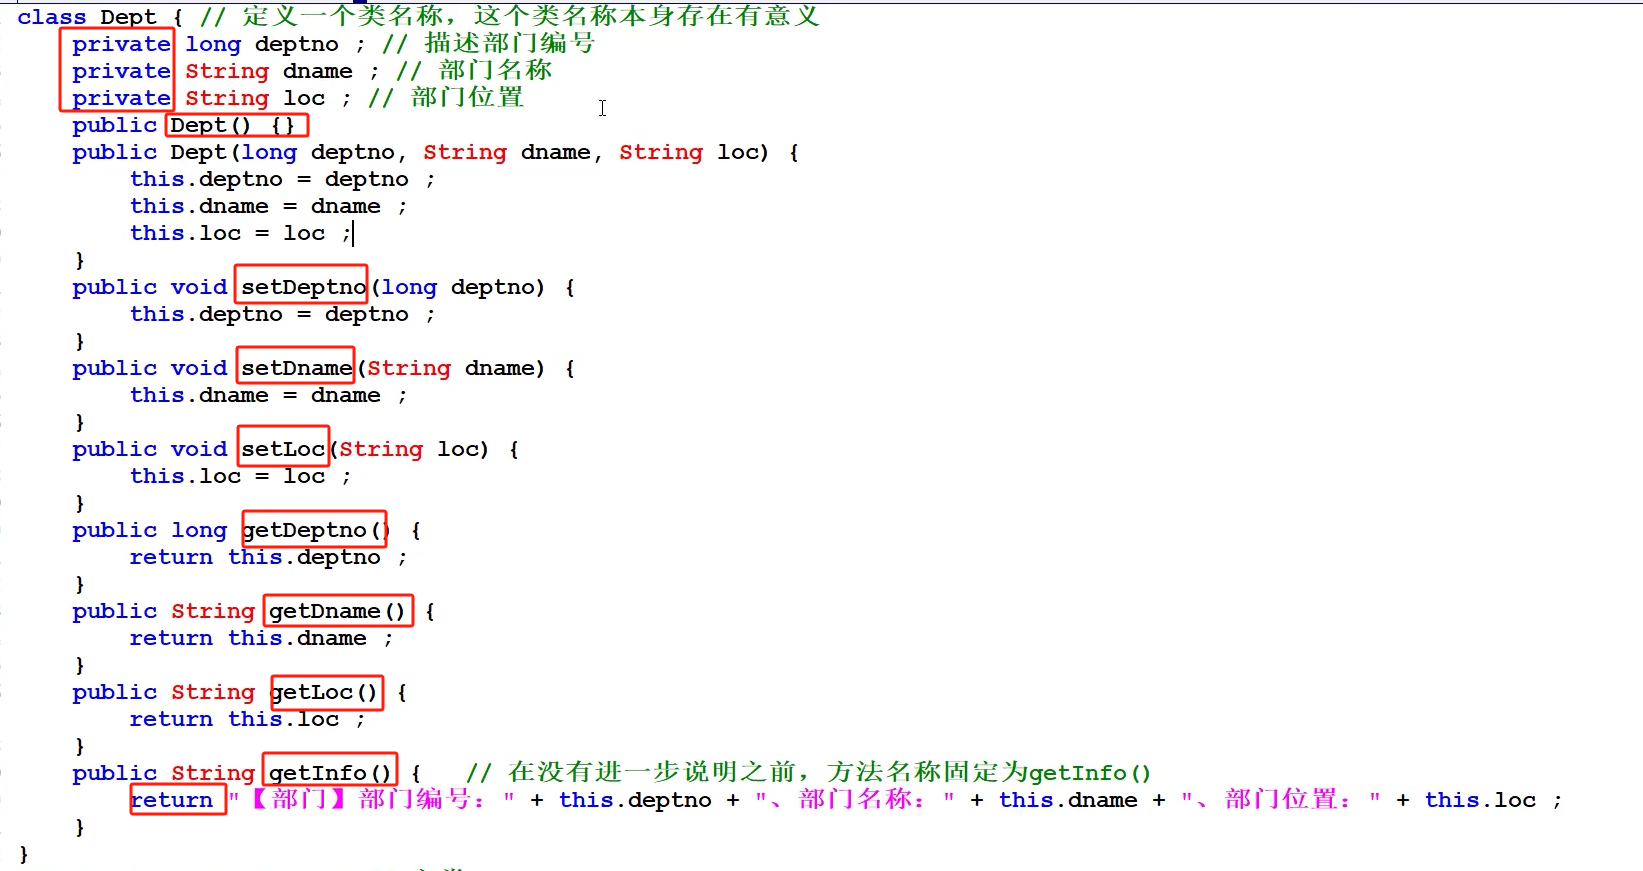 class Dept { // 定义一个类名称，这个类名称本身存在有意义
private long deptno ; // 描述部门编号
private String dname ; // 部门名称
private String loc ; // 部门位置
public Dept() {}
public Dept(long deptno, String dname, String loc) {
this.deptno = deptno ;
this.dname = dname ;
this.loc = loc ;
}
public void setDeptno(long deptno) {
this.deptno = deptno ;
}
public void setDname(String dname) {
this.dname = dname ;
}
public void setLoc(String loc) {
this.loc = loc ;
}
public long getDeptno() {
return this.deptno ;
}
public String getDname() {
return this.dname ;
}
public String getLoc() {
return this.loc ;
}
public String getInfo() { // 在没有进一步说明之前，方法名称固定为getInfo()
return "【部门】部门编号：" + this.deptno + "、部门名称：" + this.dname + "、部门位置：" + this.loc ;
}
}